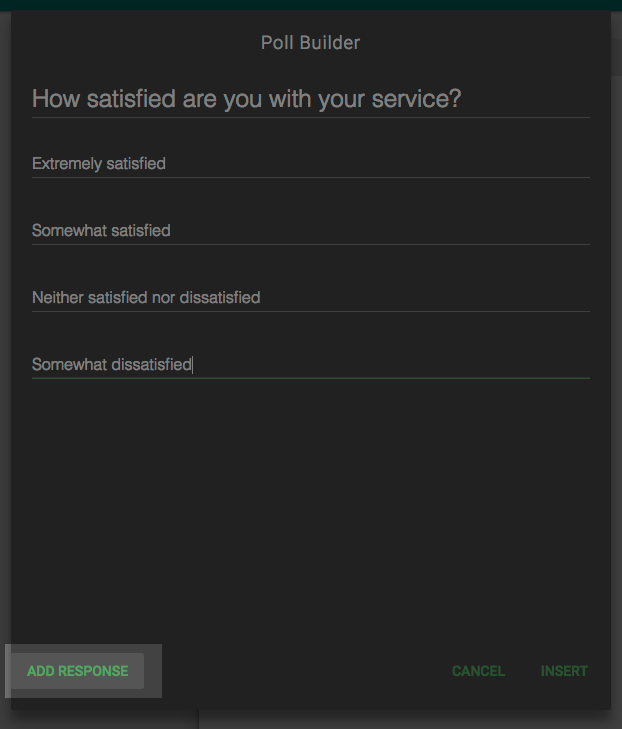 Poll Builder
How satisfied are you with your service?
Extremely satisfied
Somewhat satisfied
Neither satisfied nor dissatisfied
Somewhat dissatisfied
ADD RESPONSE CANCEL INSERT